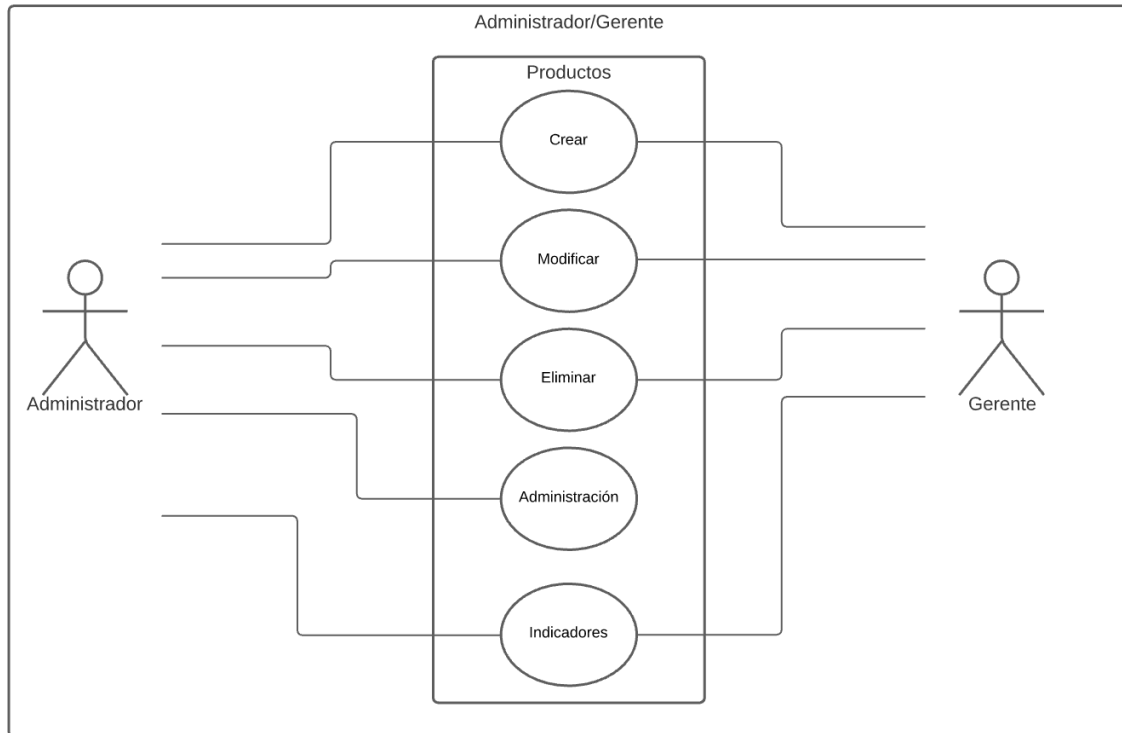 Administrador/Gerente
Productos
Crear
Modificar
Eliminar
Administrador
Gerente
Administración
Indicadores